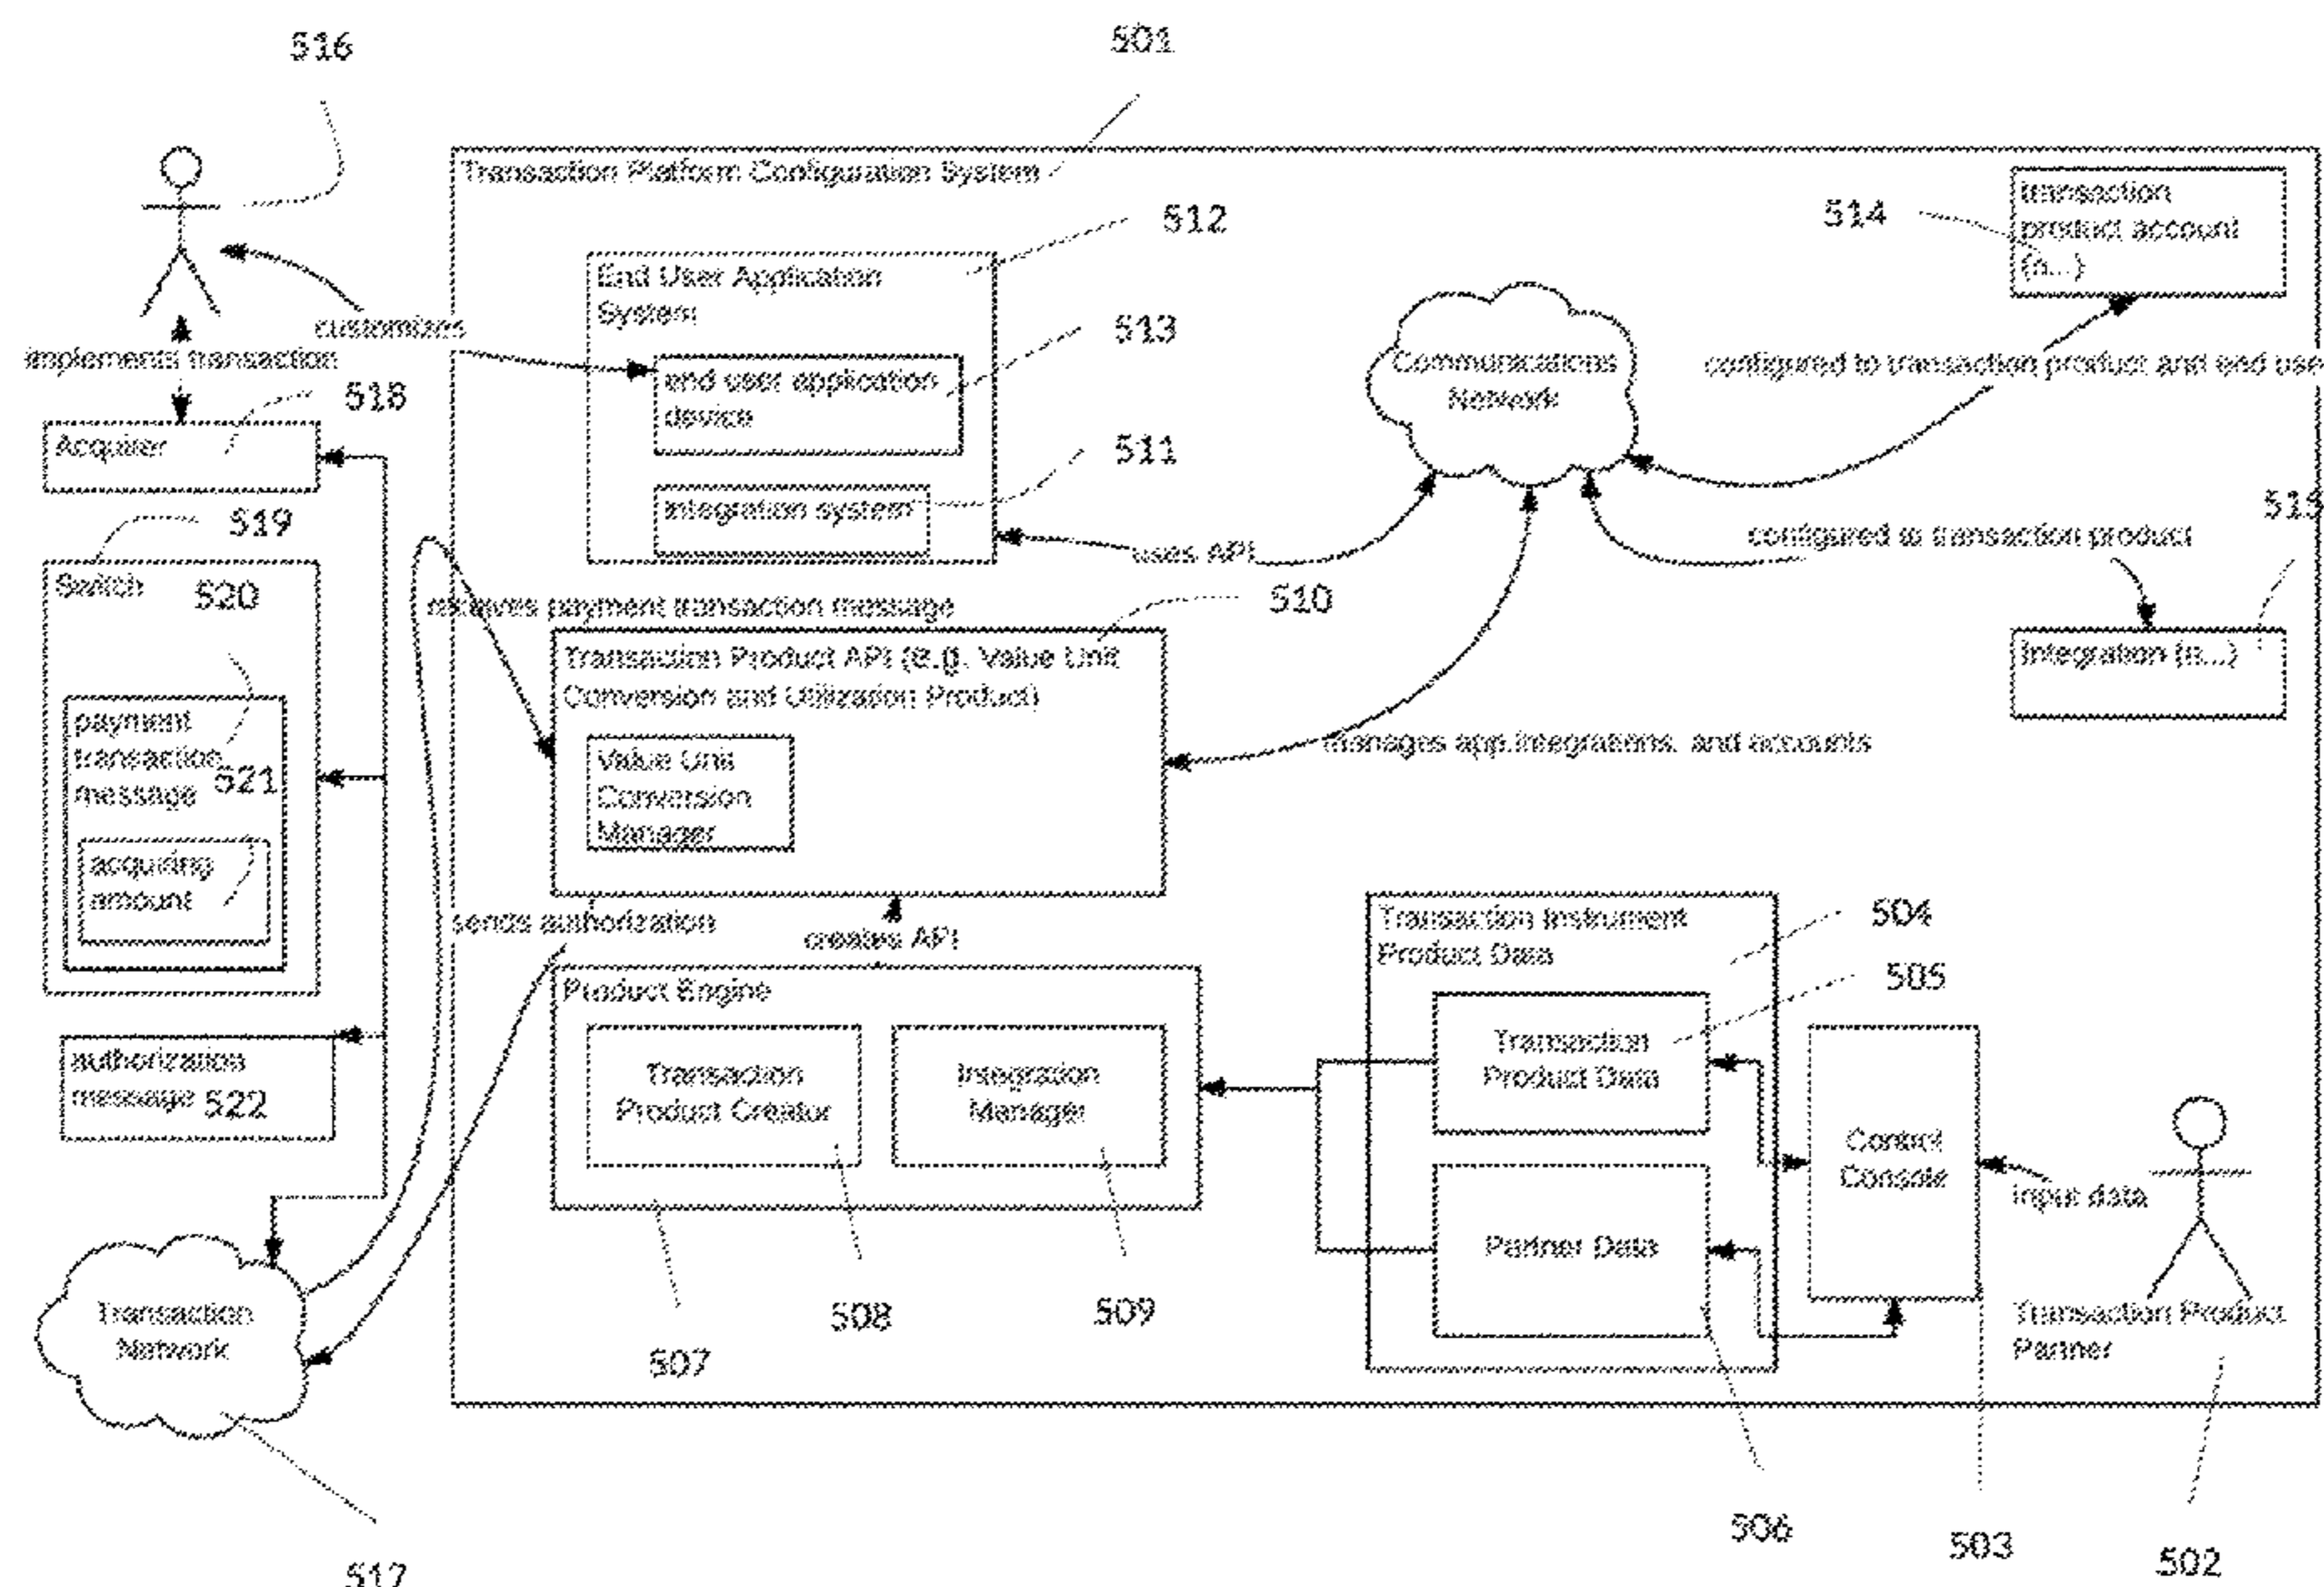 516
501
Transaction Platform Configuration System
512
514
transaction
product account
(n...)
End User Application
System
513
customizes
implements transaction
end user application
device
Communications
Network
configured to transaction product and end use
518
Acquirer
511
integration system
519
515
uses API
configured to transaction product
Switch
520
receives payment transaction message
510
Transaction Product API (e.g. Value Unit
Conversion and Utilization Product)
Integration (n...)
payment
transaction
message
521
Value Unit
Conversion
Manager
manages app.integrations. and accounts
acquiring
amount
sends authorization
creates API
Transaction Instrument
Product Data
504
505
Product Engine
Transaction
Product Data
authorization
message
522
Transaction
Product Creator
Integration
Manager
Control
Console
input data
Partner Data
Transaction
Network
508
509
507
Transaction Product
Partner
506
503
502
517